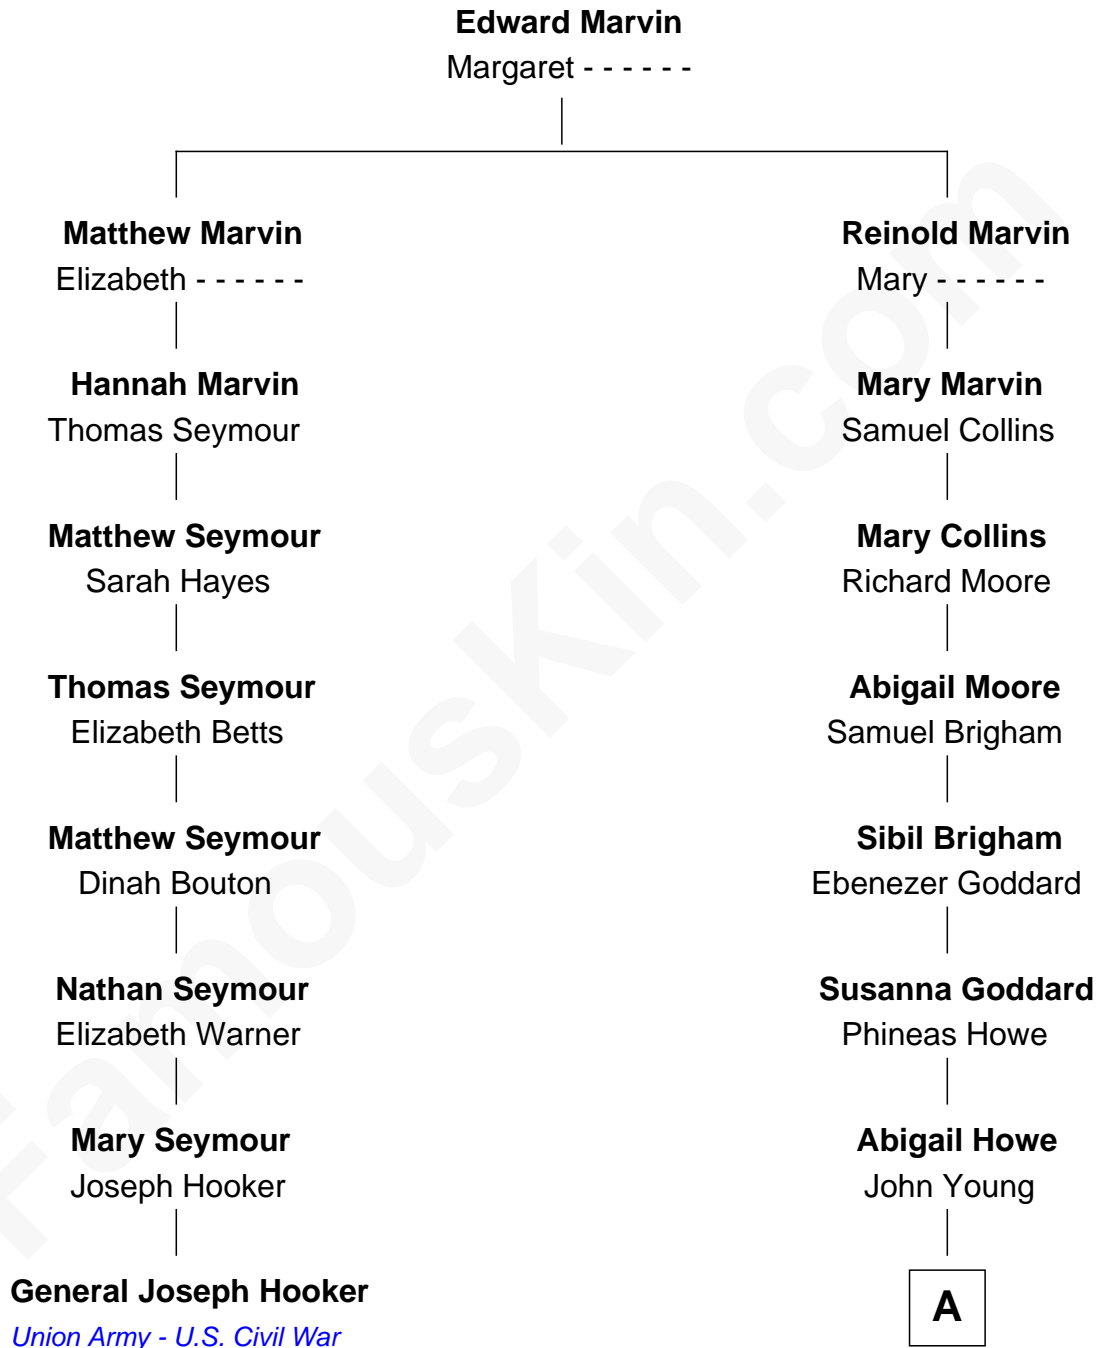 Edward Marvin
Margaret - - - - - -
Matthew Marvin
Elizabeth - - - - - -
Reinold Marvin
Mary - - - - - -
Hannah Marvin
Thomas Seymour
Mary Marvin
Samuel Collins
Matthew Seymour
Sarah Hayes
Mary Collins
Richard Moore
Thomas Seymour
Elizabeth Betts
Abigail Moore
Samuel Brigham
Matthew Seymour
Dinah Bouton
Sibil Brigham
Ebenezer Goddard
Nathan Seymour
Elizabeth Warner
Susanna Goddard
Phineas Howe
Mary Seymour
Joseph Hooker
Abigail Howe
John Young
General Joseph Hooker
Union Army - U.S. Civil War
A
FamousKin.com